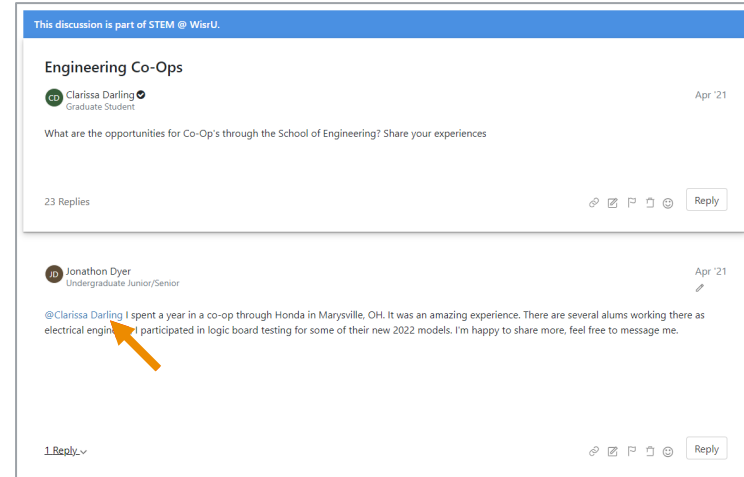 This discussion is part of STEM @ WisrU.
Engineering Co-Ops
CD Clarissa Darling
Apr '21
Graduate Student
What are the opportunities for Co-Op's through the School of Engineering? Share your experiences
23 Replies
Reply
JD Jonathon Dyer
Apr '21
Undergraduate Junior/Senior
@Clarissa Darling I spent a year in a co-op through Honda in Marysville, OH. It was an amazing experience. There are several alums working there as
electrical I participated in logic board testing for some of their new 2022 models. I'm happy to share more, feel free to message me.
1 Reply
Reply